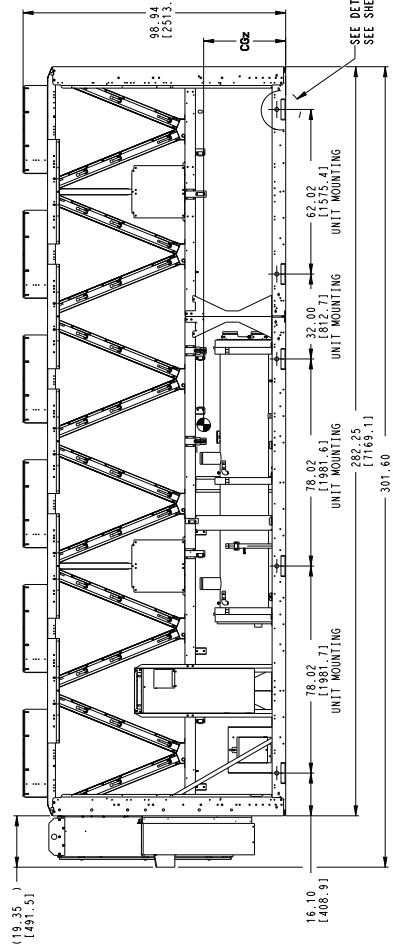 98.94
[2513.
CGz
SEE DET
SEE SHE
62.02
[1575.4]
UNIT MOUNTING
32.00
[812.7]
UNIT MOUNTING
78.02
[1981.6]
UNIT MOUNTING
78.02
[1981.7]
UNIT MOUNTING
282.25
[7169.1]
301.60
(19.35 )
[491.5]
16.10
[408.9]